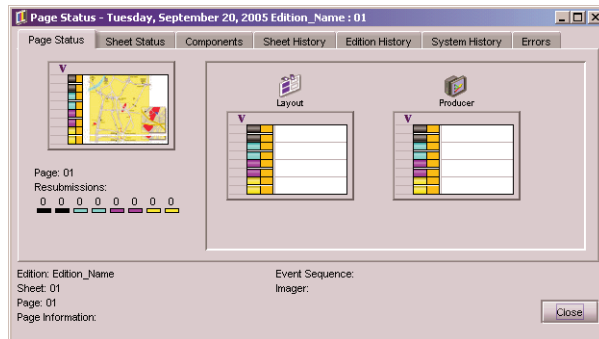 Page Status - Tuesday, September 20, 2005 Edition_Name : 01
Page Status Sheet Status Components Sheet History Edition History System History Errors
V
Layout
Producer
V
V
Page: 01
Resubmissions:
0 0 0 0 0 0 0 0
Edition: Edition_Name
Event Sequence:
Sheet: 01
Imager:
Page: 01
Page Information:
Close